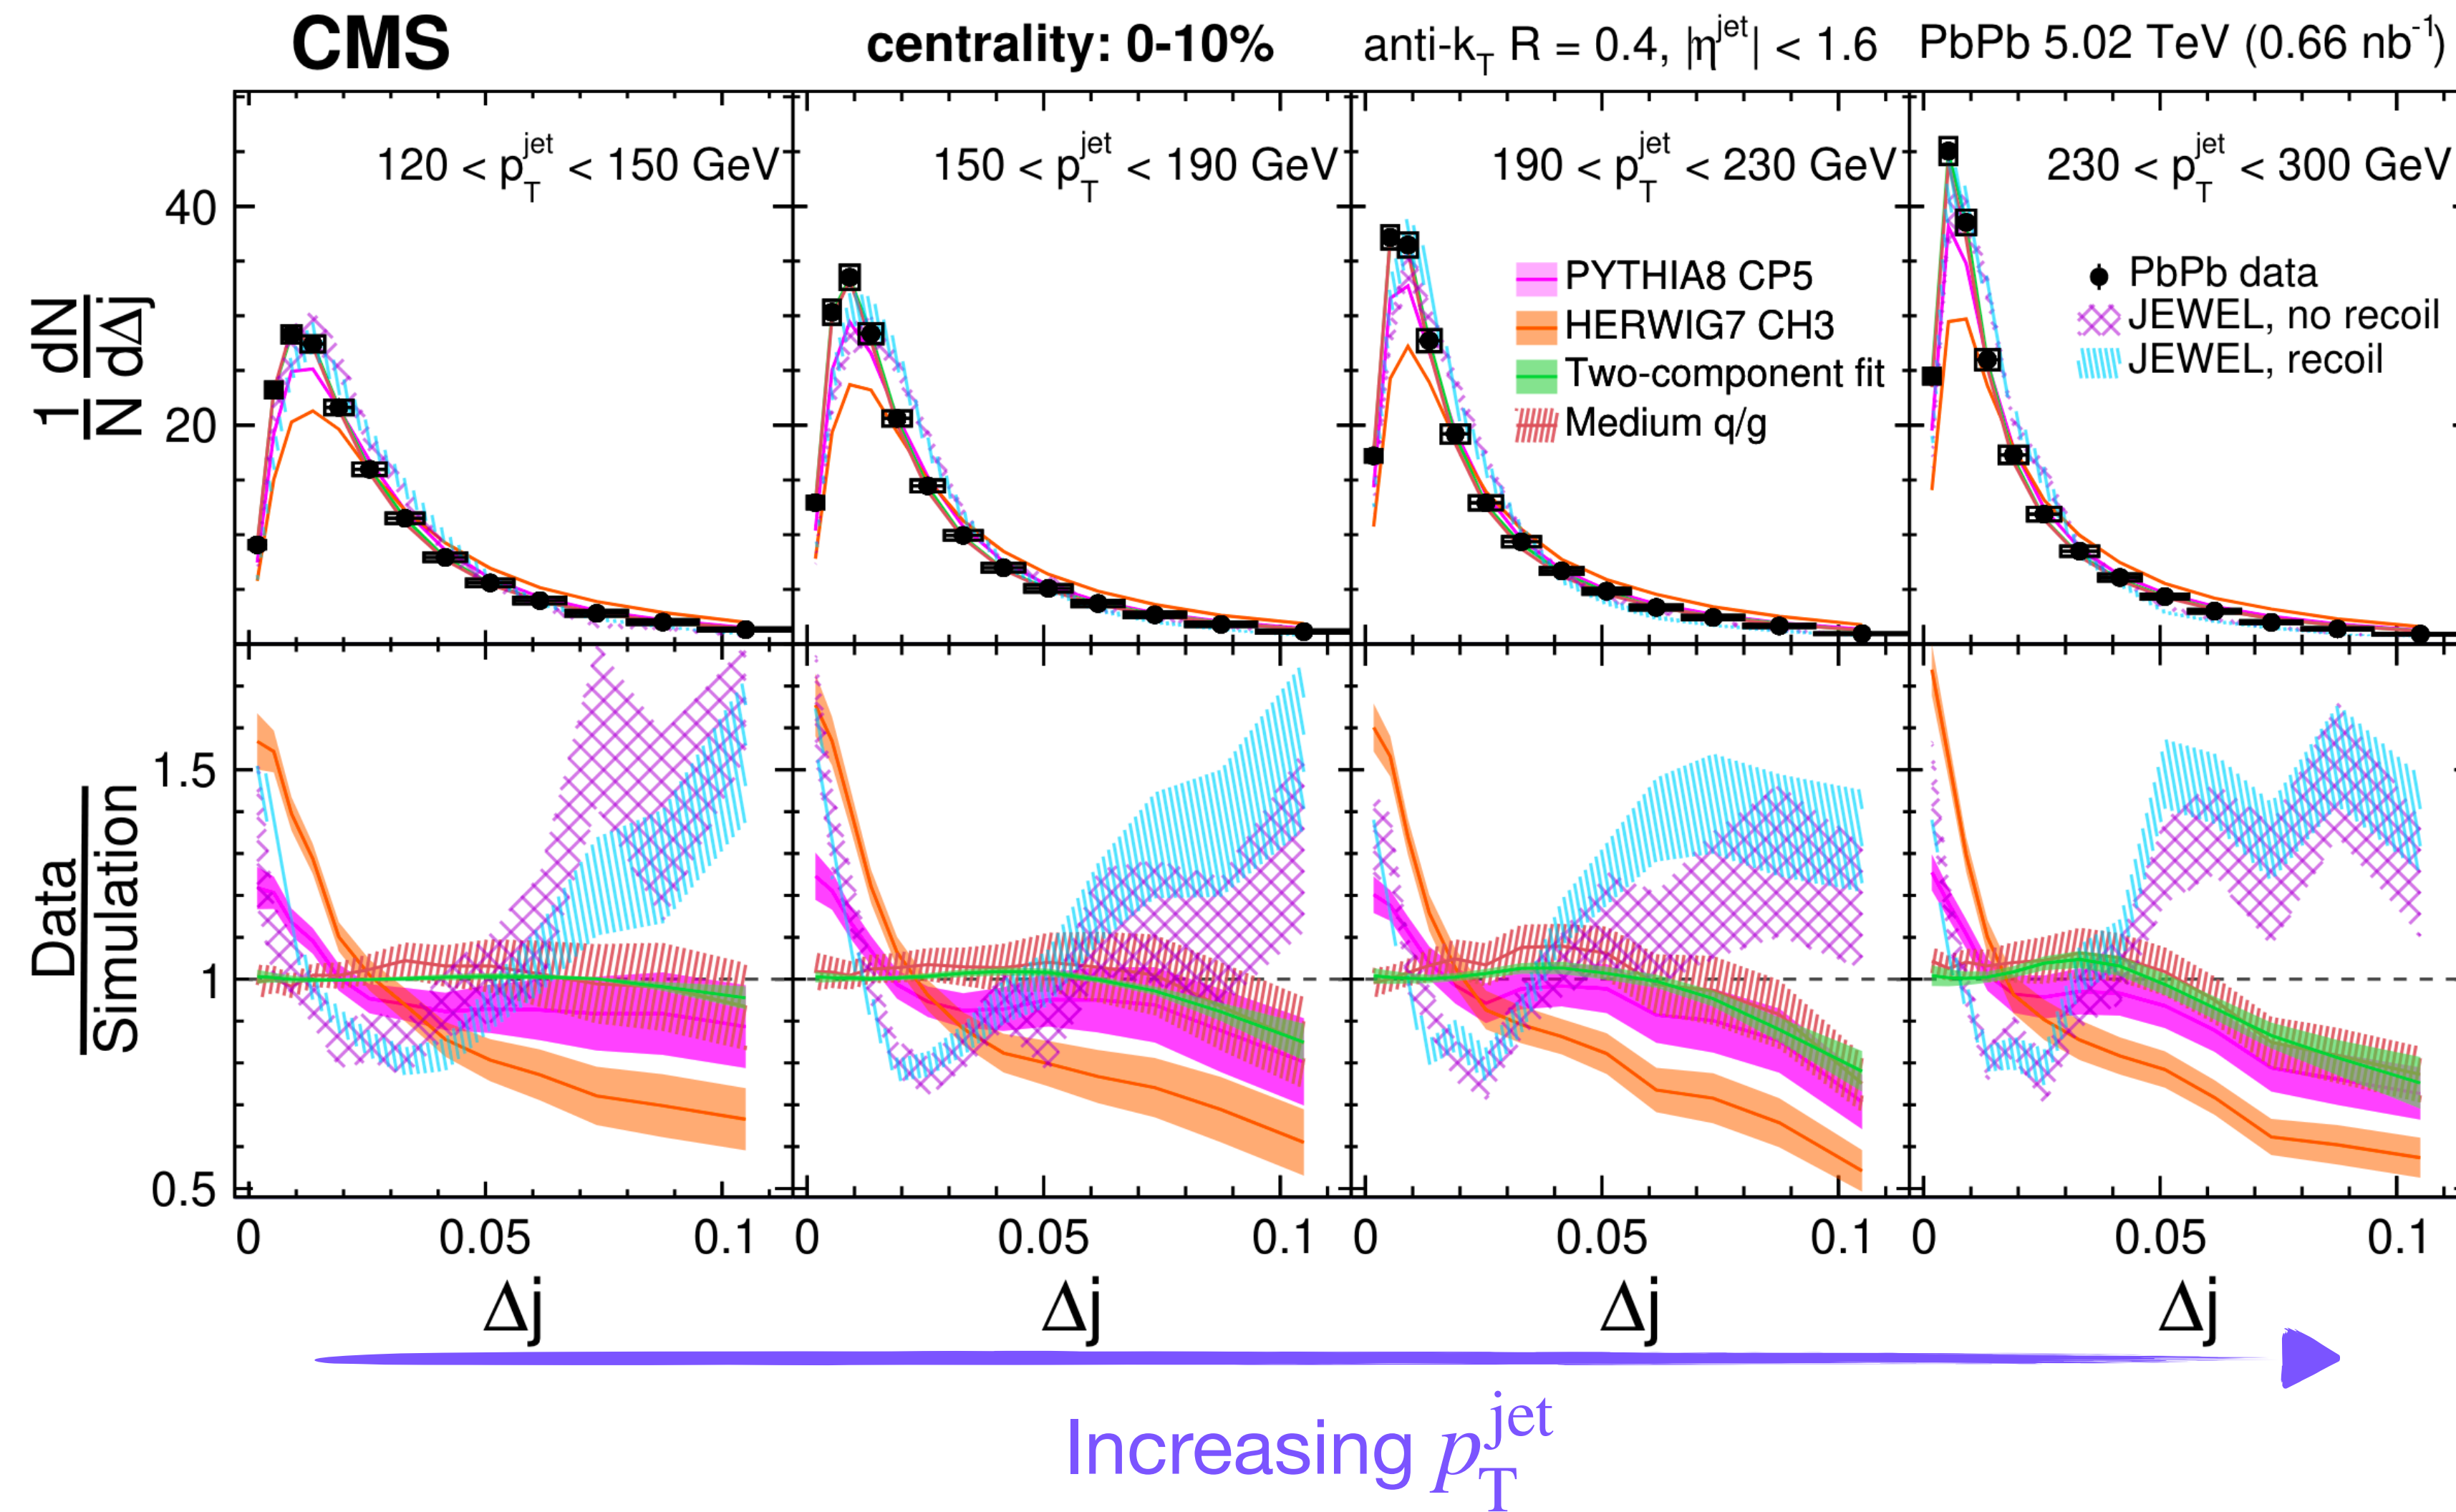 CMS centrality: 0-10% anti-k_T R = 0.4, |η^jet| < 1.6 PbPb 5.02 TeV (0.66 nb^-1)
120 < p_T^jet < 150 GeV 150 < p_T^jet < 190 GeV 190 < p_T^jet < 230 GeV 230 < p_T^jet < 300 GeV
40
20
1/N dN/dΔj
PYTHIA8 CP5
HERWIG7 CH3
Two-component fit
Medium q/g
PbPb data
JEWEL, no recoil
JEWEL, recoil
1.5
1
0.5
Data
Simulation
0 0.05 0.1 0 0.05 0.1 0 0.05 0.1 0 0.05 0.1
Δj Δj Δj Δj
Increasing p_T^jet